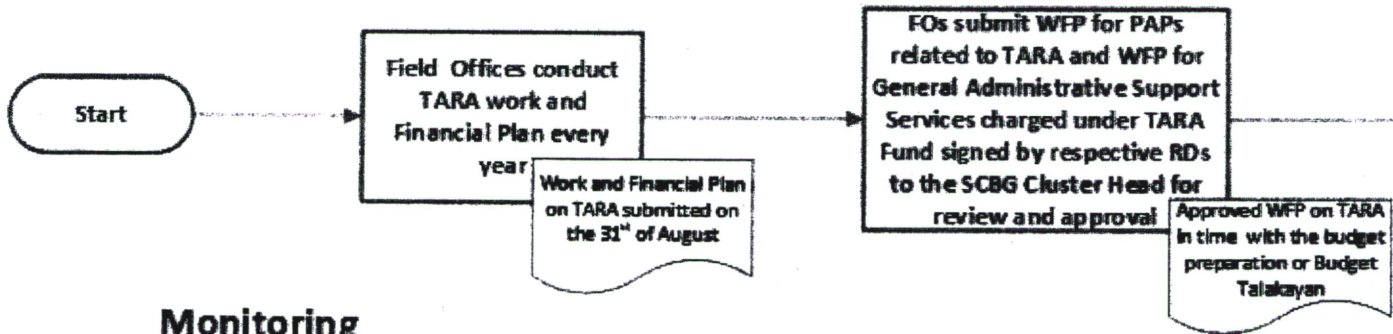 Start
Field Offices conduct
TARA work and
Financial Plan every
year
Work and Financial Plan
on TARA submitted on
the 31st of August
FOs submit WFP for PAPs
related to TARA and WFP for
General Administrative Support
Services charged under TARA
Fund signed by respective RDs
to the SCBG Cluster Head for
review and approval
Approved WFP on TARA
in time with the budget
preparation or Budget
Talakayan
Monitoring